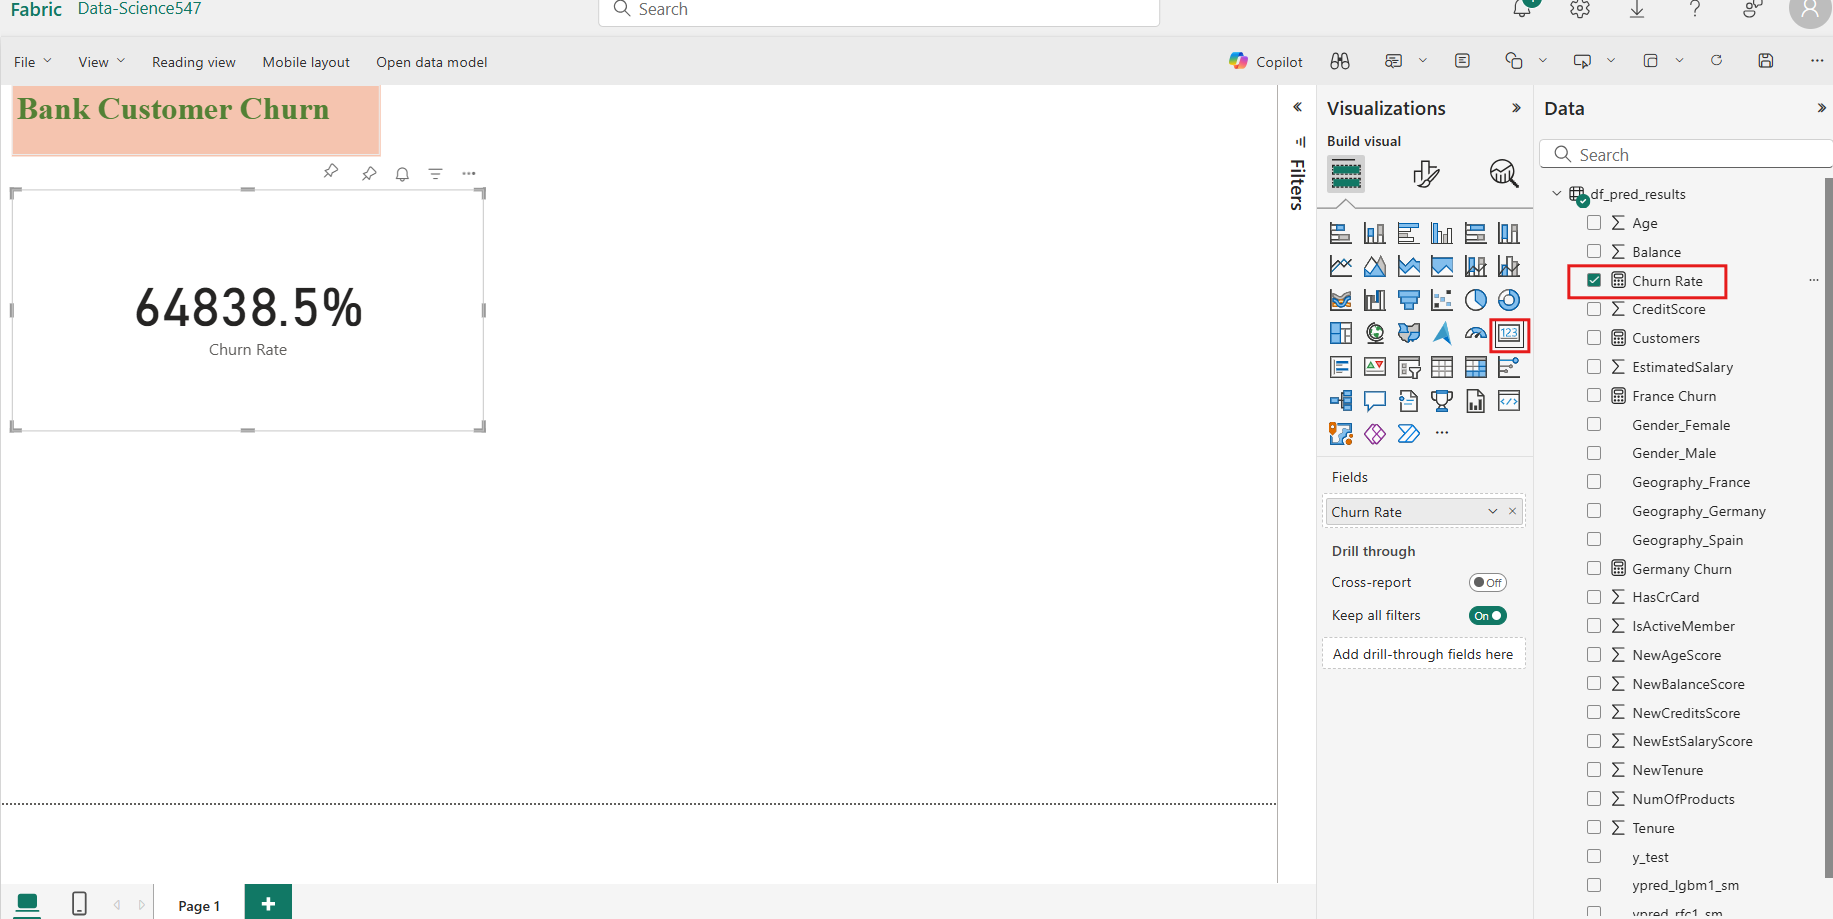 Fabric Data-Science547
Search
File View Reading view Mobile layout Open data model
Copilot
Bank Customer Churn
64838.5%
Churn Rate
Filters
Visualizations
Build visual
123
Fields
Churn Rate
Drill through
Cross-report
Off
Keep all filters
On
Add drill-through fields here
Data
Search
df_pred_results
Age
Balance
Churn Rate
CreditScore
Customers
EstimatedSalary
France Churn
Gender_Female
Gender_Male
Geography_France
Geography_Germany
Geography_Spain
Germany Churn
HasCrCard
IsActiveMember
NewAgeScore
NewBalanceScore
NewCreditsScore
NewEstSalaryScore
NewTenure
NumOfProducts
Tenure
y_test
ypred_lgbm1_sm
ypred_rfc1_sm
Page 1